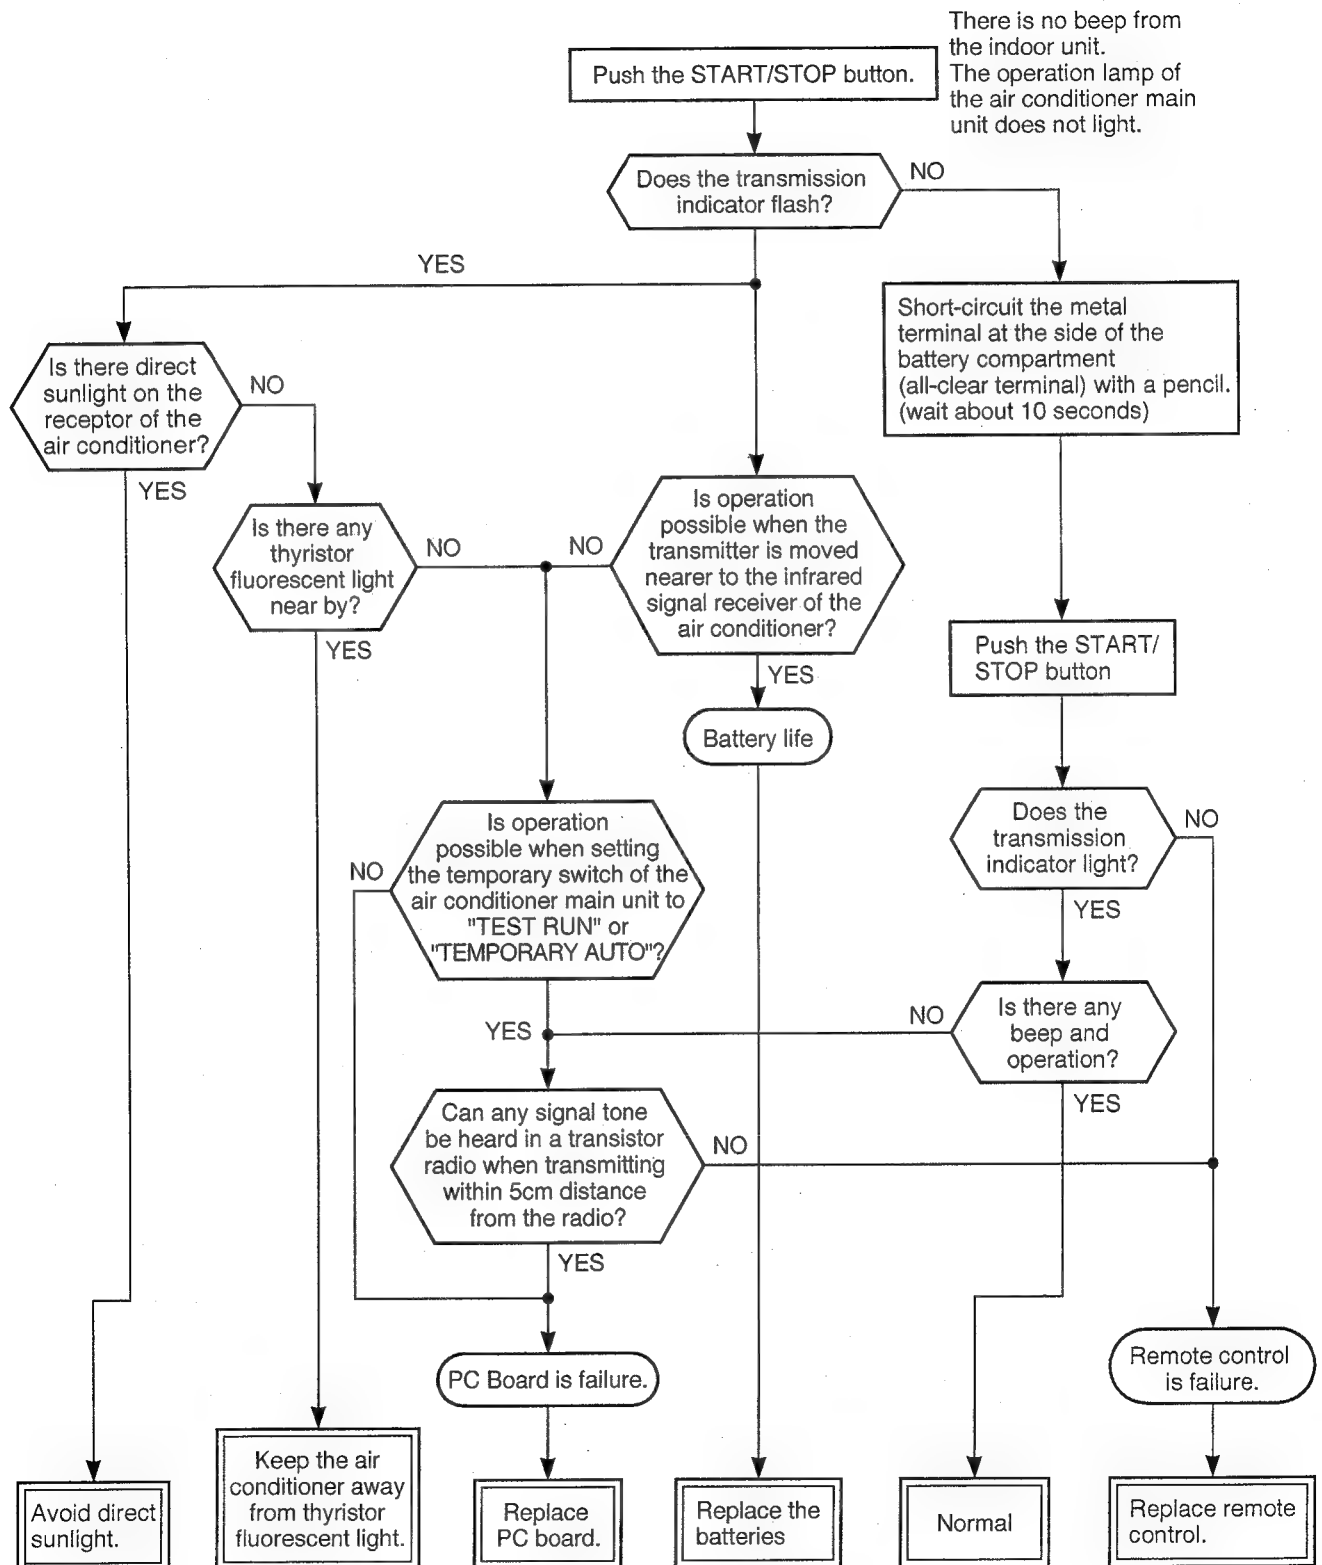 There is no beep from
the indoor unit.
The operation lamp of
the air conditioner main
unit does not light.
Push the START/STOP button.
Does the transmission
indicator flash?
NO
YES
Short-circuit the metal
terminal at the side of the
battery compartment
(all-clear terminal) with a pencil.
(wait about 10 seconds)
Is there direct
sunlight on the
receptor of the
air conditioner?
NO
YES
Is there any
thyristor
fluorescent light
near by?
NO
YES
NO
Is operation
possible when the
transmitter is moved
nearer to the infrared
signal receiver of the
air conditioner?
YES
Battery life
Push the START/
STOP button
Does the
transmission
indicator light?
NO
YES
Is operation
possible when setting
the temporary switch of the
air conditioner main unit to
"TEST RUN" or
"TEMPORARY AUTO"?
NO
YES
Is there any
beep and
operation?
NO
YES
Can any signal tone
be heard in a transistor
radio when transmitting
within 5cm distance
from the radio?
NO
YES
PC Board is failure.
Remote control
is failure.
Avoid direct
sunlight.
Keep the air
conditioner away
from thyristor
fluorescent light.
Replace
PC board.
Replace the
batteries
Normal
Replace remote
control.